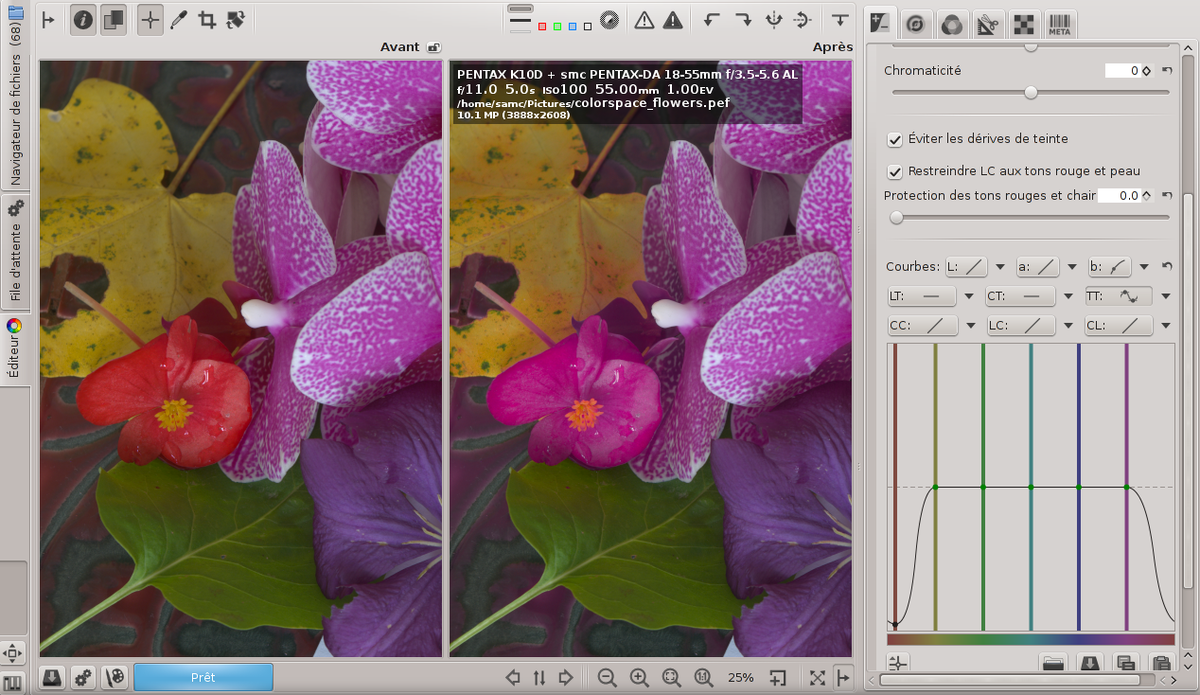 Navigateur de fichiers (68)
File d'attente
Éditeur
Avant
Après
PENTAX K10D + smc PENTAX-DA 18-55mm f/3.5-5.6 AL
f/11.0 5.0s ISO100 55.00mm 1.00EV
/home/samc/Pictures/colorspace_flowers.pef
10.1 MP (3888x2608)
META
Chromaticité 0
Éviter les dérives de teinte
Restreindre LC aux tons rouge et peau
Protection des tons rouges et chair 0.0
Courbes: L: a: b:
LT: CT: TT:
CC: LC: CL:
Prêt
25%